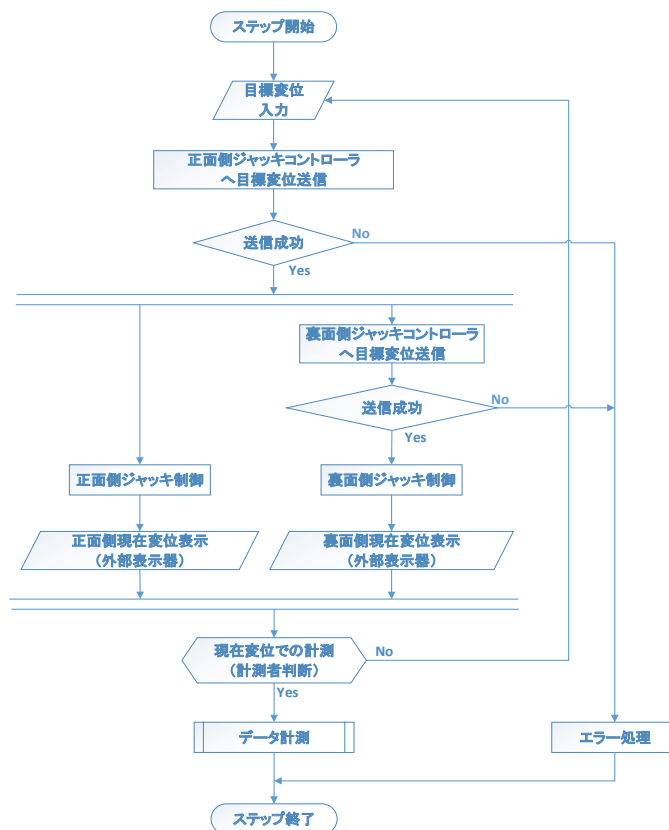 ステップ開始
目標変位
入力
正面側ジャッキコントローラ
へ目標変位送信
送信成功
No
Yes
裏面側ジャッキコントローラ
へ目標変位送信
送信成功
No
Yes
正面側ジャッキ制御
裏面側ジャッキ制御
正面側現在変位表示
（外部表示器）
裏面側現在変位表示
（外部表示器）
現在変位での計測
（計測者判断）
No
Yes
データ計測
エラー処理
ステップ終了